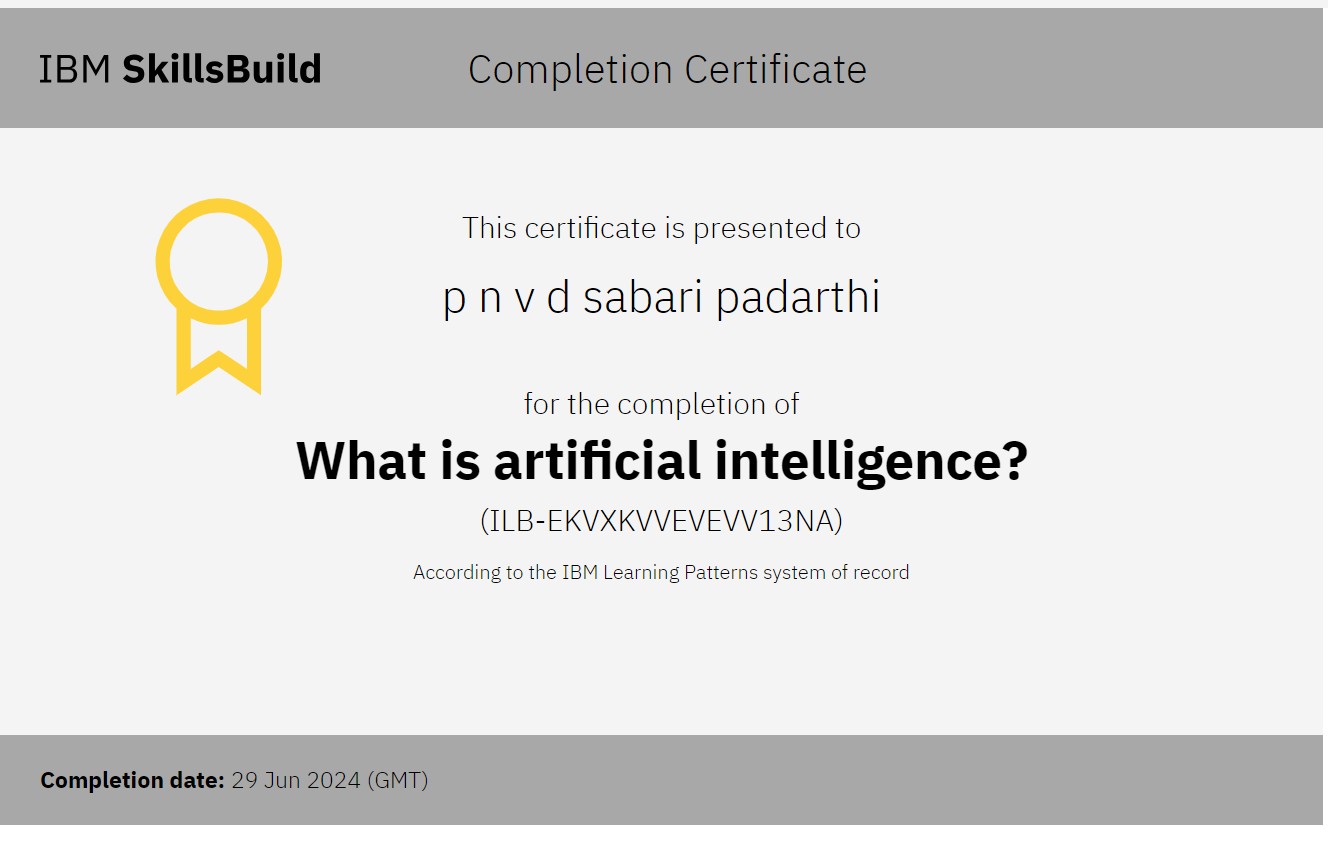 IBM SkillsBuild
Completion Certificate
This certificate is presented to
p n v d sabari padarthi
for the completion of
What is artificial intelligence?
(ILB-EKVXKVVEVEVV13NA)
According to the IBM Learning Patterns system of record
Completion date: 29 Jun 2024 (GMT)